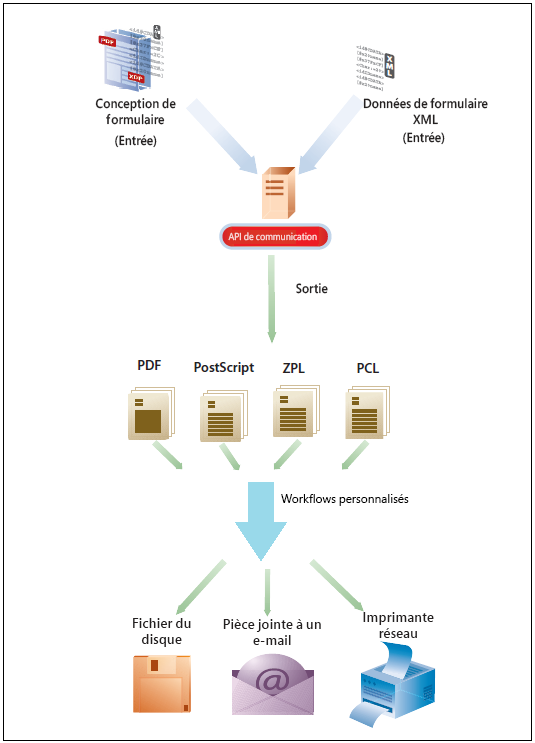 PDF
XML
XDP
XML
Conception de
formulaire
(Entrée)
Données de formulaire
XML
(Entrée)
API de communication
Sortie
PDF
PostScript
ZPL
PCL
Workflows personnalisés
Fichier du
disque
Pièce jointe à un
e-mail
@
Imprimante
réseau